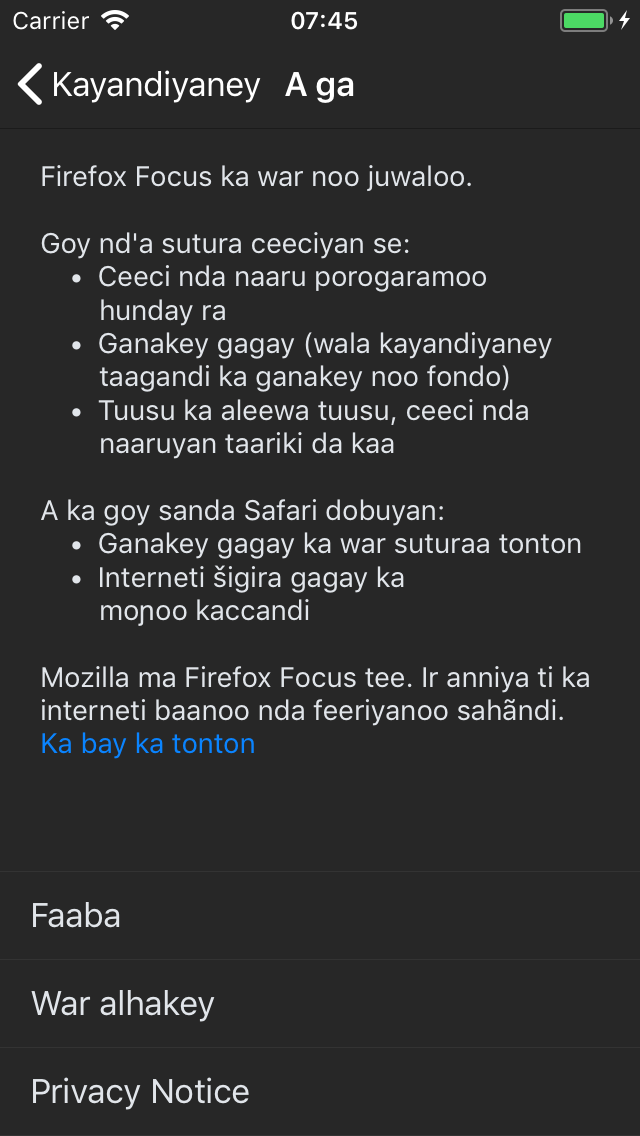 Carrier 07:45
Kayandiyaney A ga
Firefox Focus ka war noo juwaloo.
Goy nd'a sutura ceeciyan se:
• Ceeci nda naaru porogaramoo
hunday ra
• Ganakey gagay (wala kayandiyaney
taagandi ka ganakey noo fondo)
• Tuusu ka aleewa tuusu, ceeci nda
naaruyan taariki da kaa
A ka goy sanda Safari dobuyan:
• Ganakey gagay ka war suturaa tonton
• Interneti šigira gagay ka
moɲoo kaccandi
Mozilla ma Firefox Focus tee. Ir anniya ti ka
interneti baanoo nda feeriyanoo sahãndi.
Ka bay ka tonton
Faaba
War alhakey
Privacy Notice